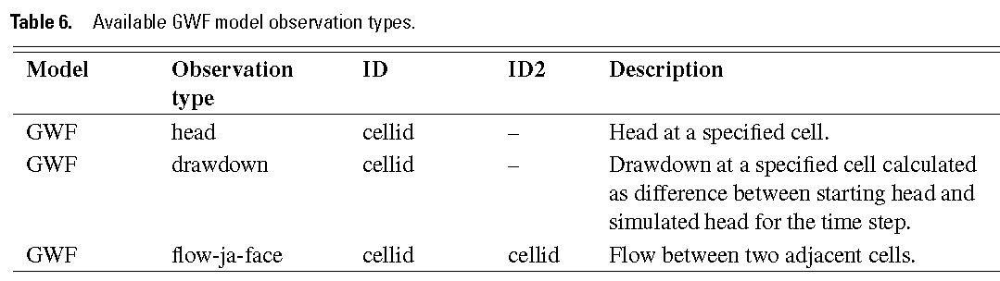 Table 6. Available GWF model observation types.
Model Observation type ID ID2 Description
GWF head cellid – Head at a specified cell.
GWF drawdown cellid – Drawdown at a specified cell calculated
as difference between starting head and
simulated head for the time step.
GWF flow-ja-face cellid cellid Flow between two adjacent cells.